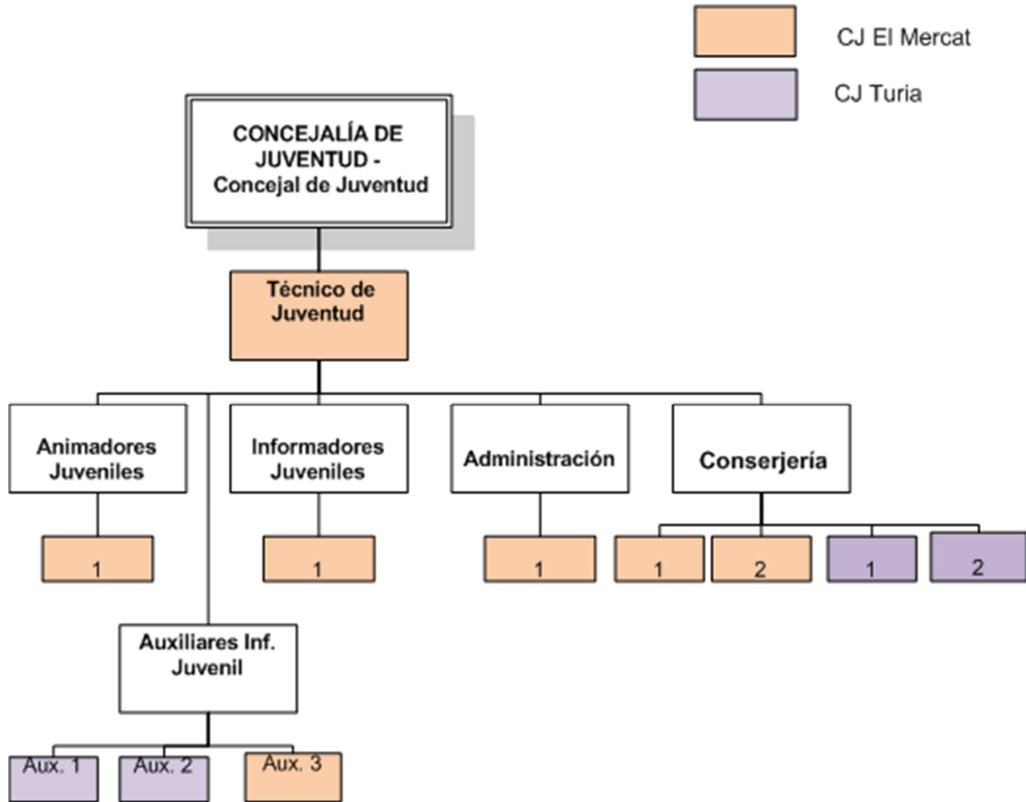 CJ El Mercat
CJ Turia
CONCEJALÍA DE
JUVENTUD -
Concejal de Juventud
Técnico de
Juventud
Animadores
Juveniles
Informadores
Juveniles
Administración
Conserjería
1
1
1
1
2
1
2
Auxiliares Inf.
Juvenil
Aux. 1
Aux. 2
Aux. 3